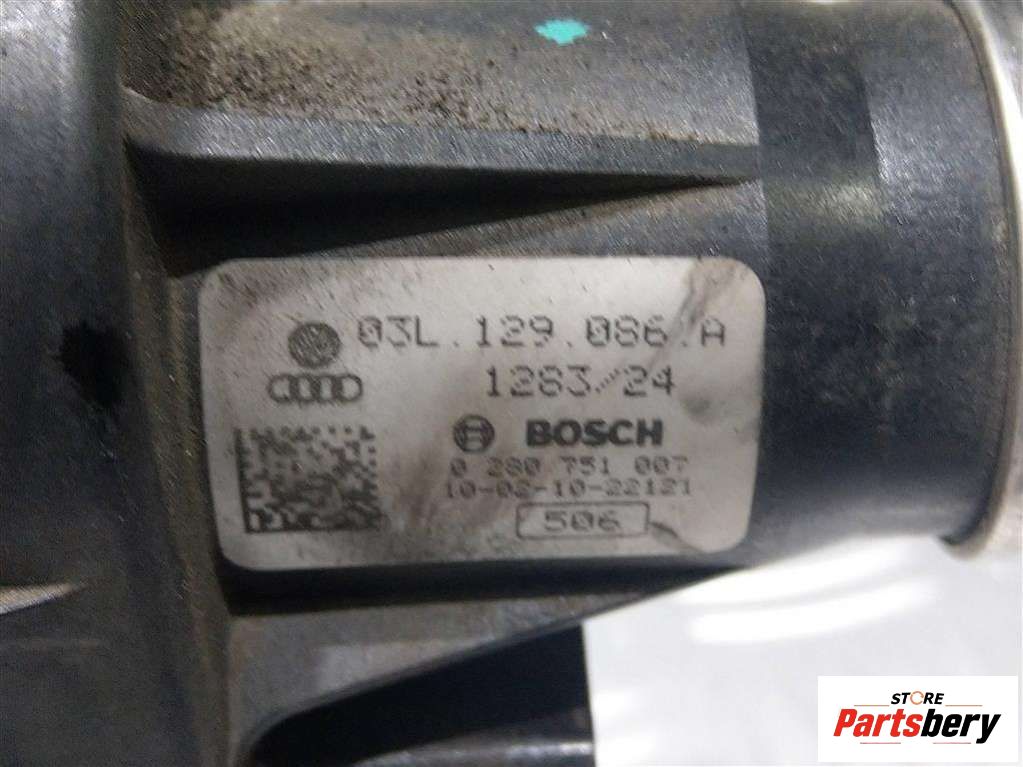 03L.129.086.A
1283 24
BOSCH
0 280 751 007
10-02-10-22121
506
STORE
Partsbery